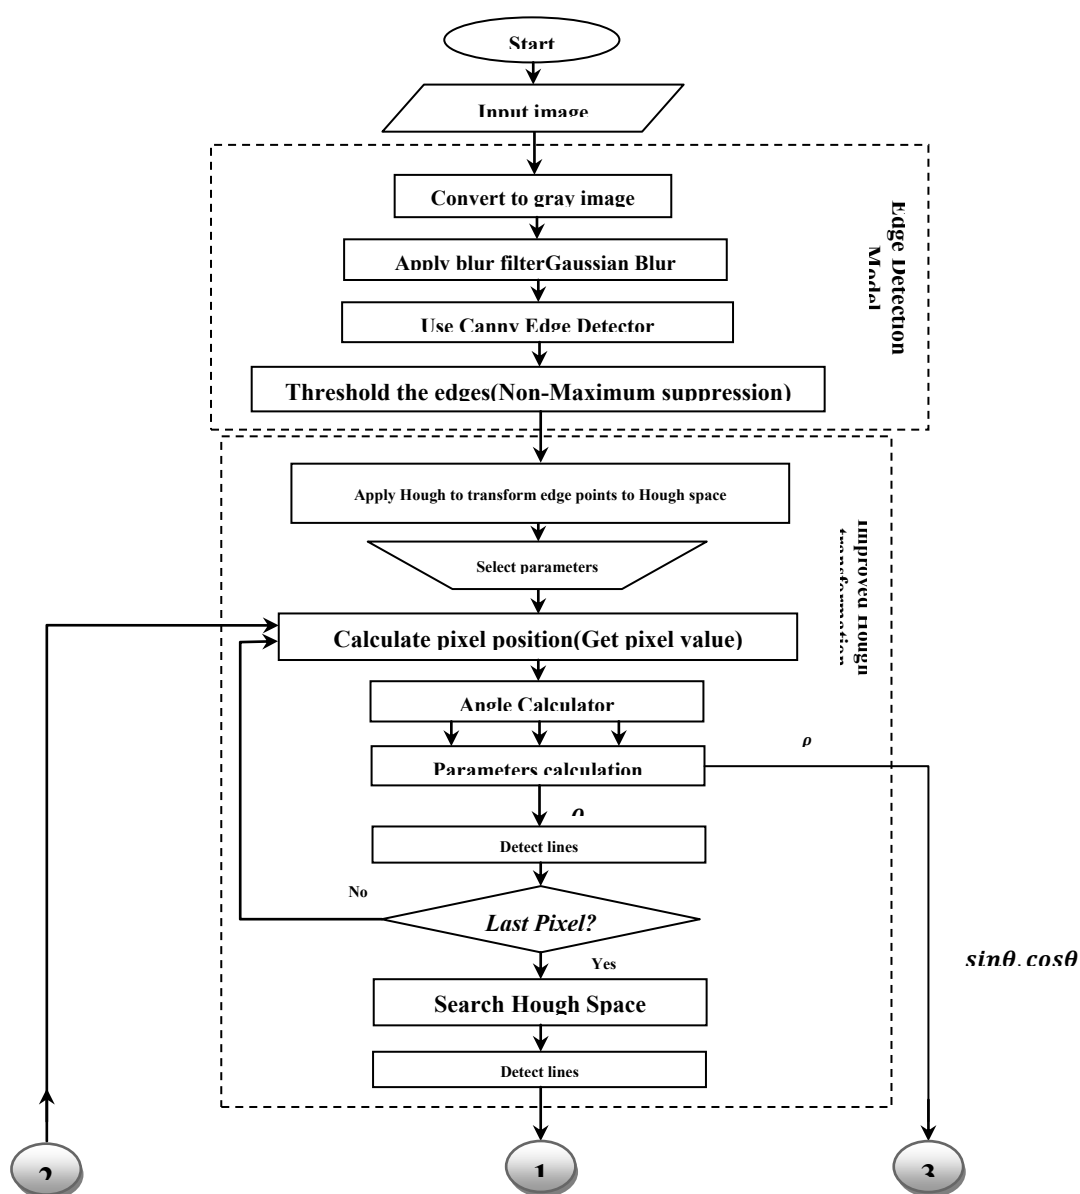 Start
Input image
Convert to gray image
Apply blur filterGaussian Blur
Use Canny Edge Detector
Threshold the edges(Non-Maximum suppression)
Edge Detection
Model
Apply Hough to transform edge points to Hough space
Select parameters
Improved Hough
transformation
Calculate pixel position(Get pixel value)
Angle Calculator
Parameters calculation
ρ
ρ
Detect lines
No
Last Pixel?
Yes
sinθ, cosθ
Search Hough Space
Detect lines
2
1
3